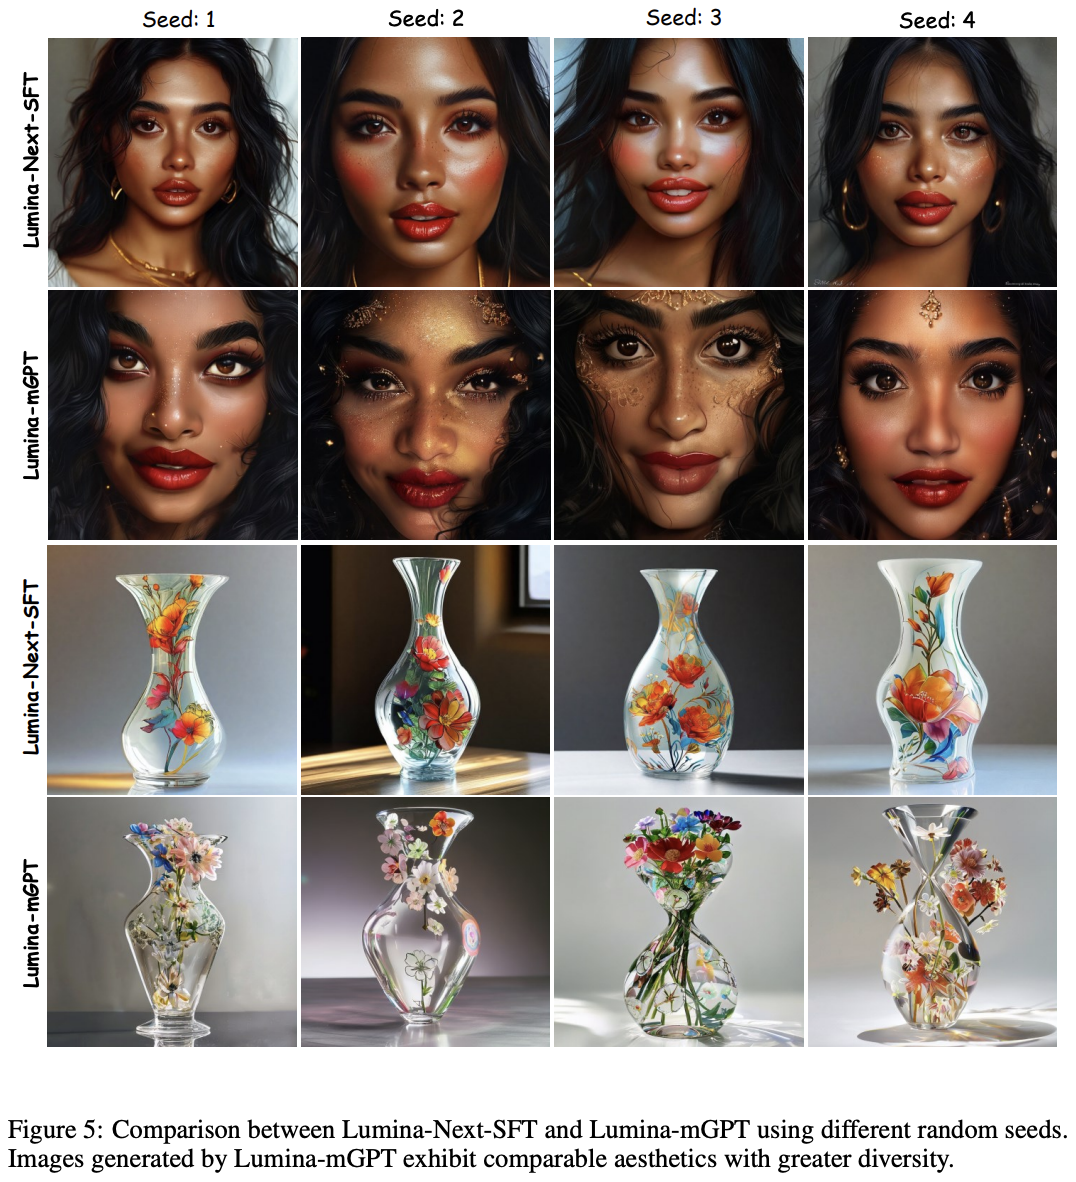 Seed: 1
Seed: 2
Seed: 3
Seed: 4
Lumina-Next-SFT
Lumina-mGPT
Lumina-Next-SFT
Lumina-mGPT
Figure 5: Comparison between Lumina-Next-SFT and Lumina-mGPT using different random seeds.
Images generated by Lumina-mGPT exhibit comparable aesthetics with greater diversity.